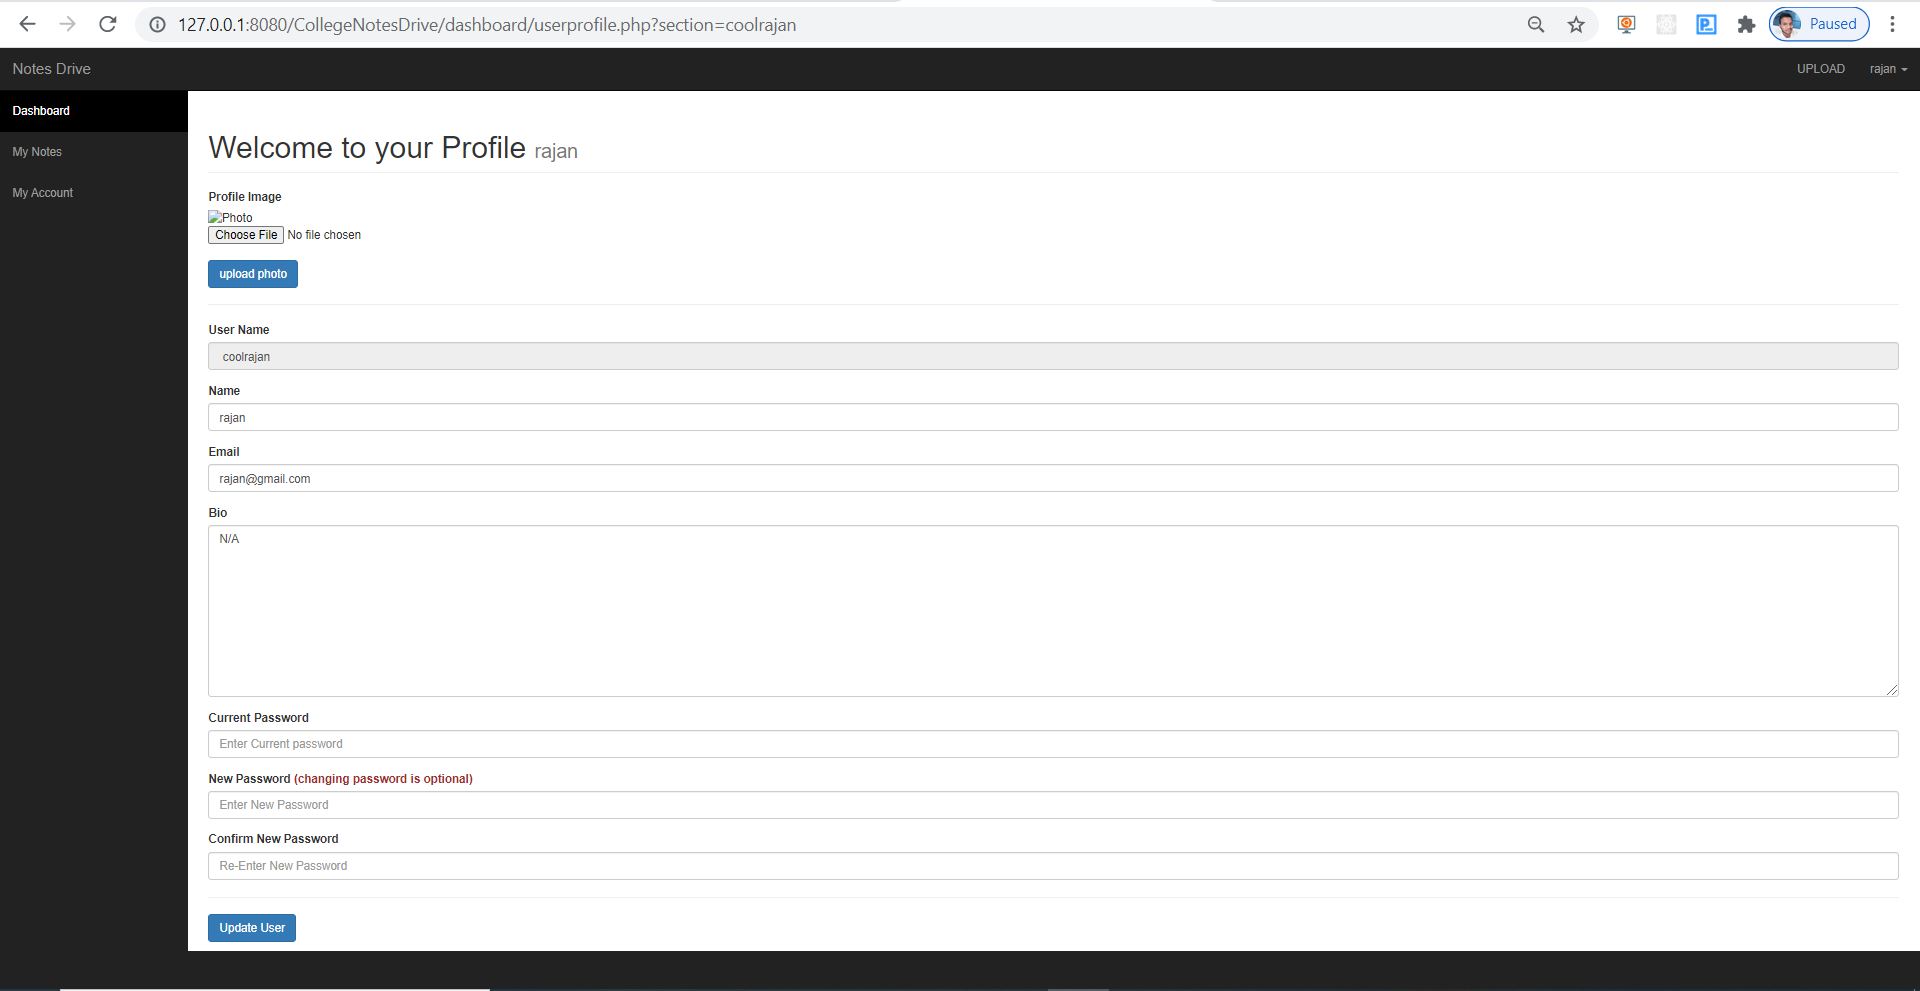 127.0.0.1:8080/CollegeNotesDrive/dashboard/userprofile.php?section=coolrajan
Paused
Notes Drive
UPLOAD
rajan
Dashboard
My Notes
My Account
Welcome to your Profile rajan
Profile Image
Photo
Choose File No file chosen
upload photo
User Name
coolrajan
Name
rajan
Email
rajan@gmail.com
Bio
N/A
Current Password
Enter Current password
New Password (changing password is optional)
Enter New Password
Confirm New Password
Re-Enter New Password
Update User